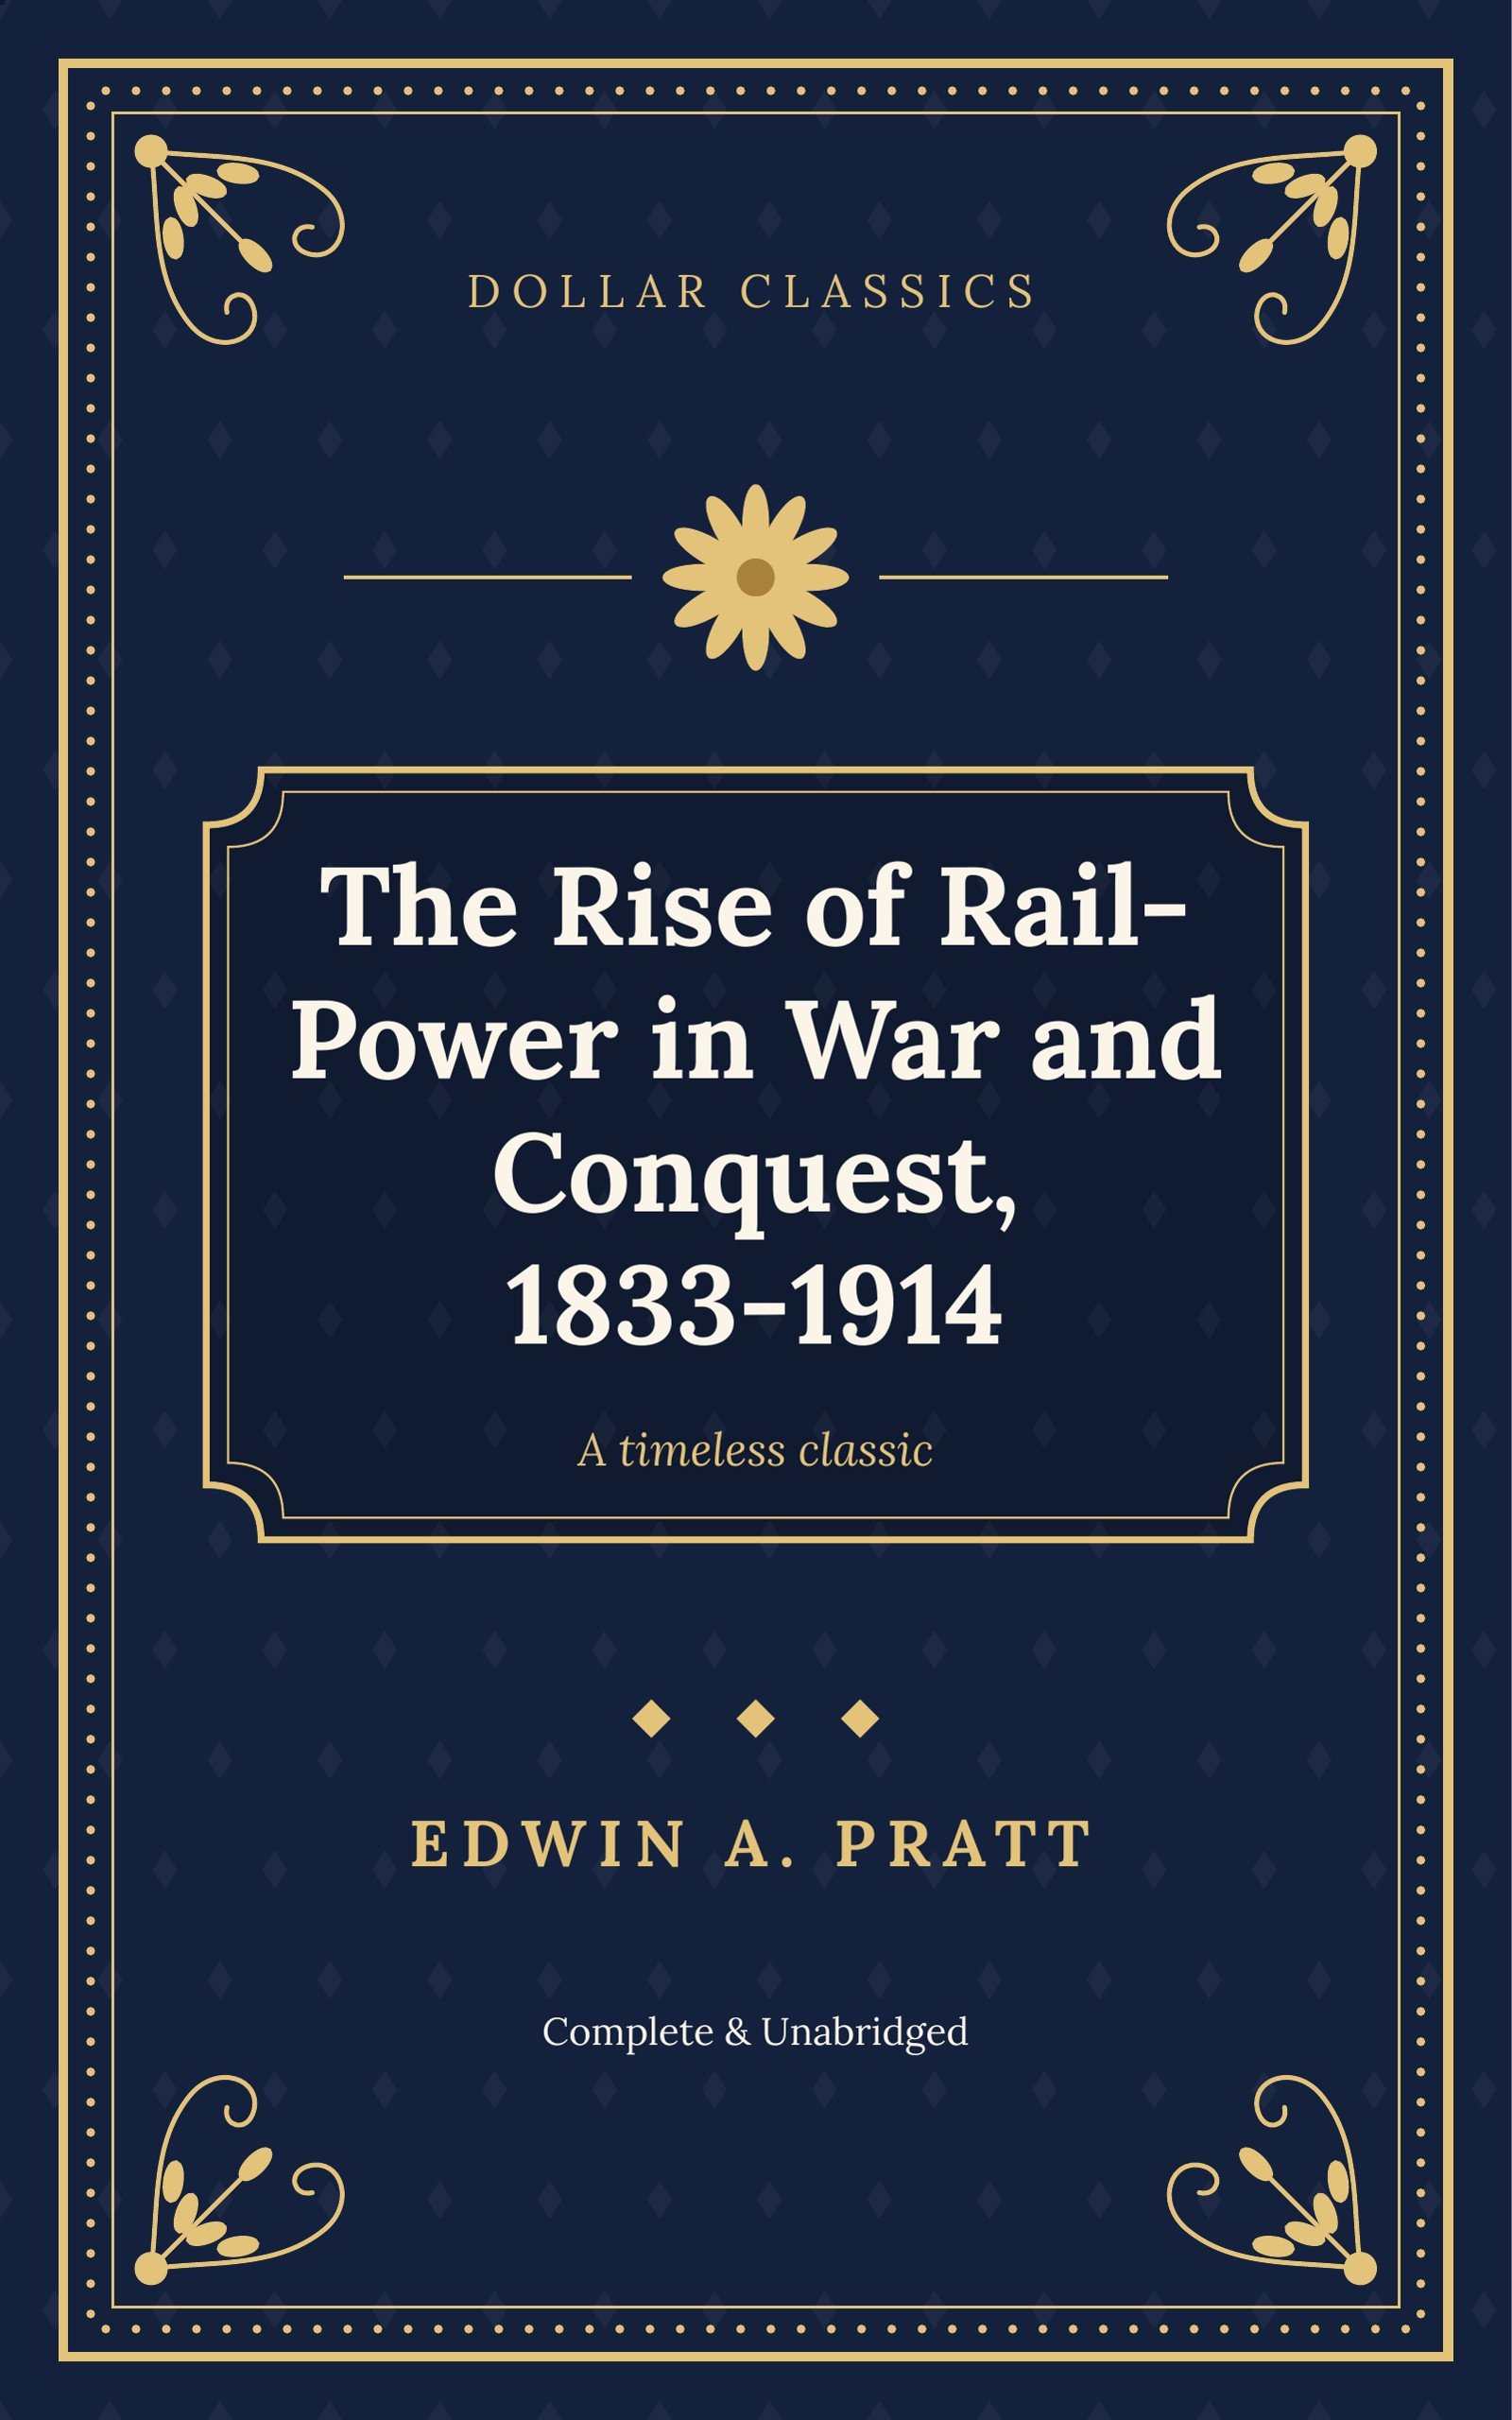 DOLLAR CLASSICS
The Rise of Rail-
Power in War and
Conquest,
1833-1914
A timeless classic
EDWIN A. PRATT
Complete & Unabridged